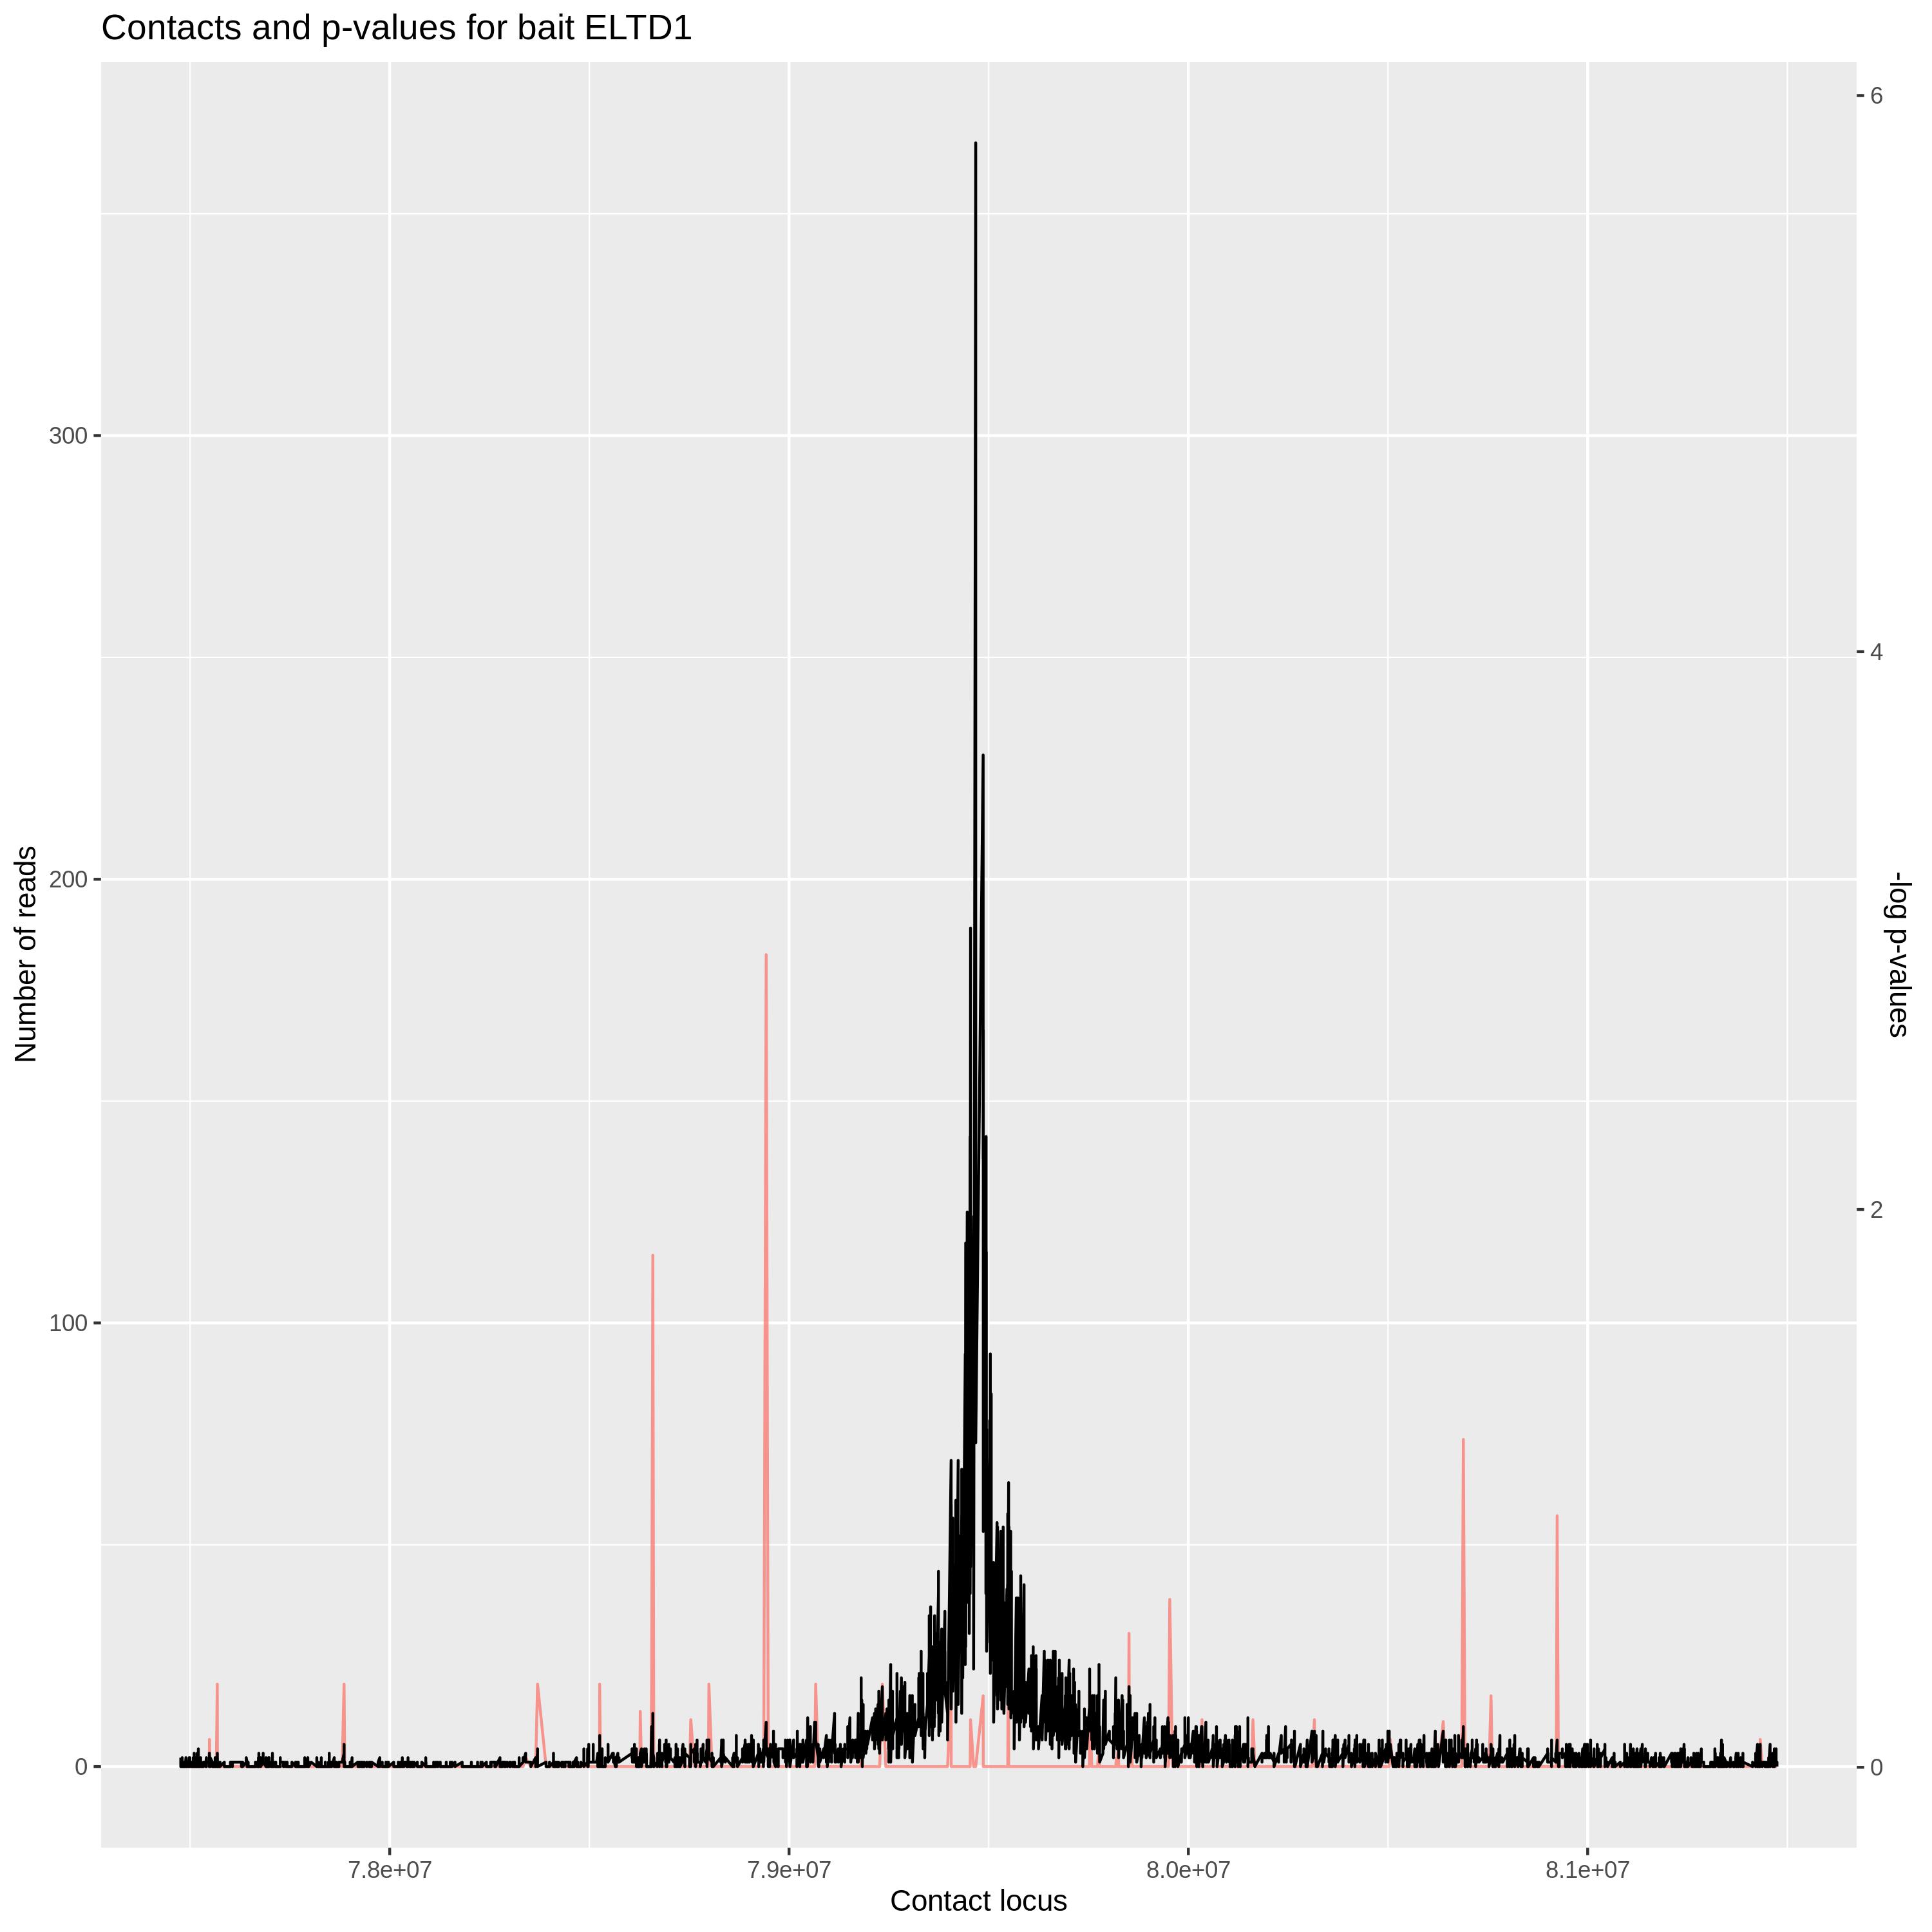 Contacts and p-values for bait ELTD1
6
4
2
0
-log p-values
300
200
100
0
Number of reads
7.8e+07 7.9e+07 8.0e+07 8.1e+07
Contact locus